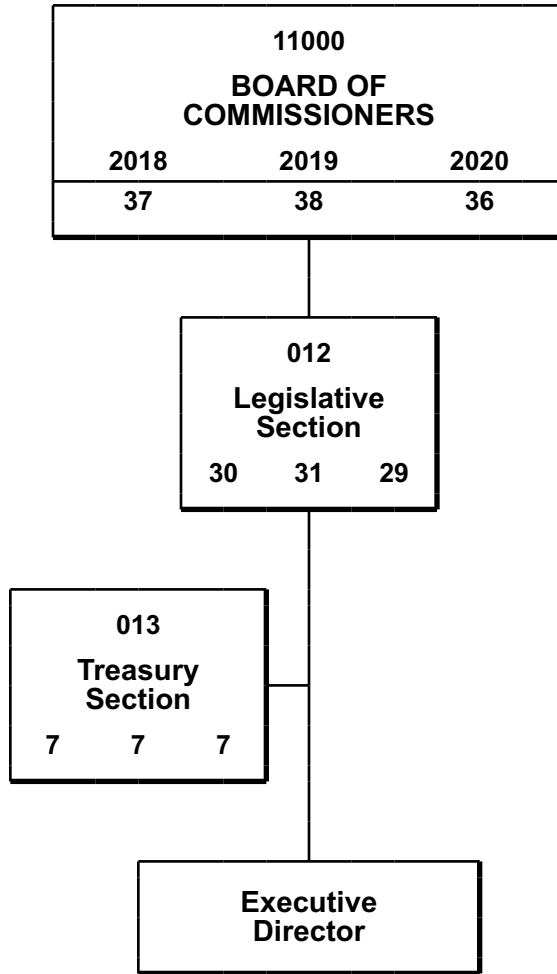 11000
BOARD OF
COMMISSIONERS
2018 2019 2020
37 38 36
012
Legislative
Section
30 31 29
013
Treasury
Section
7 7 7
Executive
Director